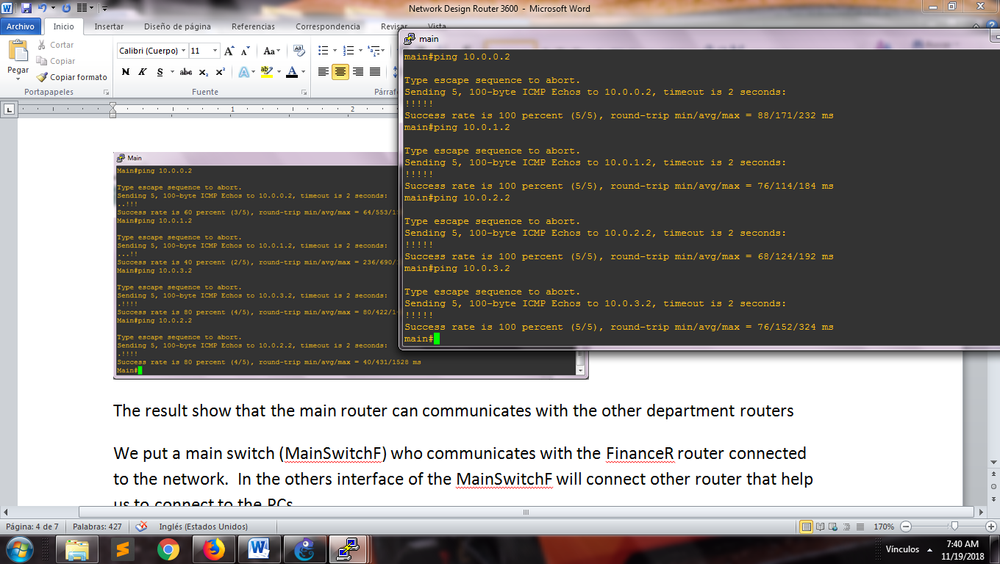 Network Design Router 3600 - Microsoft Word
Archivo Inicio Insertar Diseño de página Referencias Correspondencia Revisar Vista
Pegar
Cortar
Copiar
Copiar formato
Portapapeles
Calibri (Cuerpo) 11
N K S abc x₂ x²
Fuente
Párraf
1 2
main
main#ping 10.0.0.2
Type escape sequence to abort.
Sending 5, 100-byte ICMP Echos to 10.0.0.2, timeout is 2 seconds:
!!!!!
Success rate is 100 percent (5/5), round-trip min/avg/max = 88/171/232 ms
main#ping 10.0.1.2
Type escape sequence to abort.
Sending 5, 100-byte ICMP Echos to 10.0.1.2, timeout is 2 seconds:
!!!!!
Success rate is 100 percent (5/5), round-trip min/avg/max = 76/114/184 ms
main#ping 10.0.2.2
Type escape sequence to abort.
Sending 5, 100-byte ICMP Echos to 10.0.2.2, timeout is 2 seconds:
!!!!!
Success rate is 100 percent (5/5), round-trip min/avg/max = 68/124/192 ms
main#ping 10.0.3.2
Type escape sequence to abort.
Sending 5, 100-byte ICMP Echos to 10.0.3.2, timeout is 2 seconds:
!!!!!
Success rate is 100 percent (5/5), round-trip min/avg/max = 76/152/324 ms
main#
Main
Main#ping 10.0.0.2
Type escape sequence to abort.
Sending 5, 100-byte ICMP Echos to 10.0.0.2, timeout is 2 seconds:
..!!!
Success rate is 60 percent (3/5), round-trip min/avg/max = 64/553/1
Main#ping 10.0.1.2
Type escape sequence to abort.
Sending 5, 100-byte ICMP Echos to 10.0.1.2, timeout is 2 seconds:
...!!
Success rate is 40 percent (2/5), round-trip min/avg/max = 236/690/
Main#ping 10.0.3.2
Type escape sequence to abort.
Sending 5, 100-byte ICMP Echos to 10.0.3.2, timeout is 2 seconds:
.!!!!
Success rate is 80 percent (4/5), round-trip min/avg/max = 80/422/1
Main#ping 10.0.2.2
Type escape sequence to abort.
Sending 5, 100-byte ICMP Echos to 10.0.2.2, timeout is 2 seconds:
.!!!!
Success rate is 80 percent (4/5), round-trip min/avg/max = 40/431/1528 ms
Main#
The result show that the main router can communicates with the other department routers
We put a main switch (MainSwitchF) who communicates with the FinanceR router connected
to the network. In the others interface of the MainSwitchF will connect other router that help
us to connect to the PCs
Página: 4 de 7 Palabras: 427 Inglés (Estados Unidos) 170%
Vínculos
7:40 AM
11/19/2018